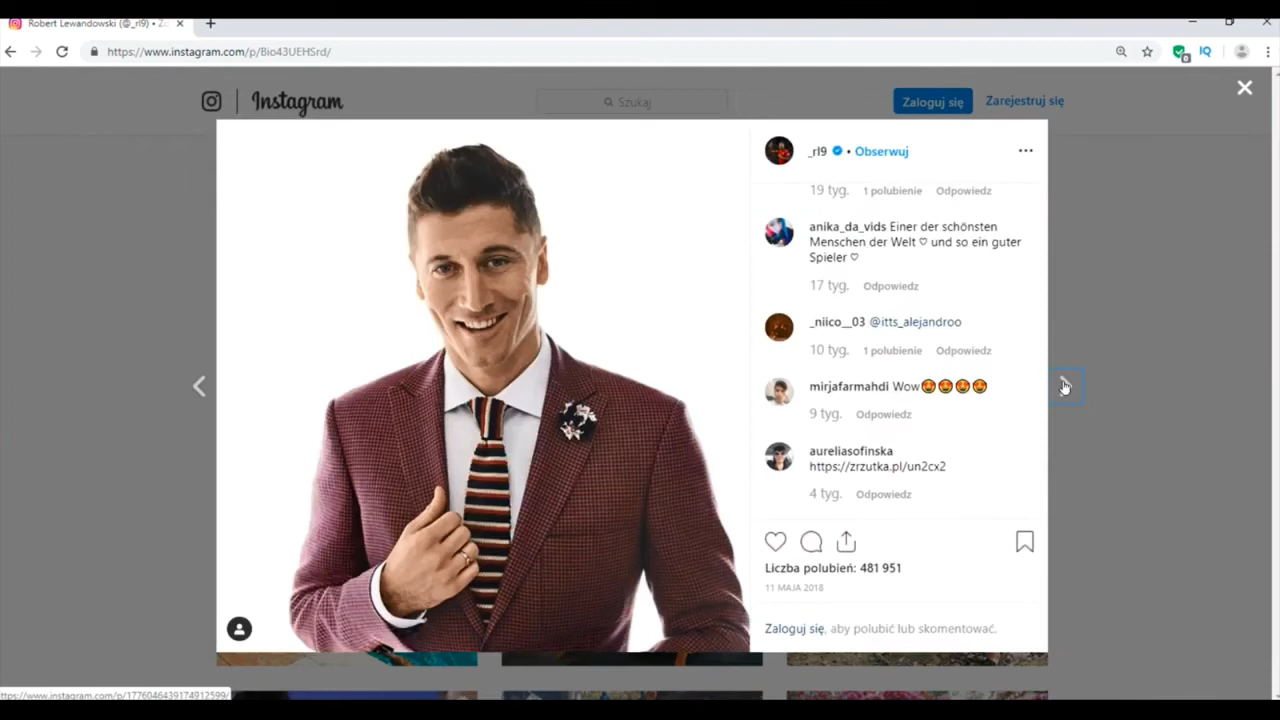 Robert Lewandowski (@_rl9) •
https://www.instagram.com/p/Bio43UEHSrd/
IQ
Instagram
Szukaj
Zaloguj się
Zarejestruj się
_rl9 • Obserwuj
19 tyg. 1 polubienie Odpowiedz
anika_da_vids Einer der schönsten
Menschen der Welt ♡ und so ein guter
Spieler ♡
17 tyg. Odpowiedz
_niico__03 @itts_alejandroo
10 tyg. 1 polubienie Odpowiedz
mirjafarmahdi Wow😍😍😍😍
9 tyg. Odpowiedz
aureliasofinska
https://zrzutka.pl/un2cx2
4 tyg. Odpowiedz
Liczba polubień: 481 951
11 MAJA 2018
Zaloguj się, aby polubić lub skomentować.
ttps://www.instagram.com/p/1776046439174912599/